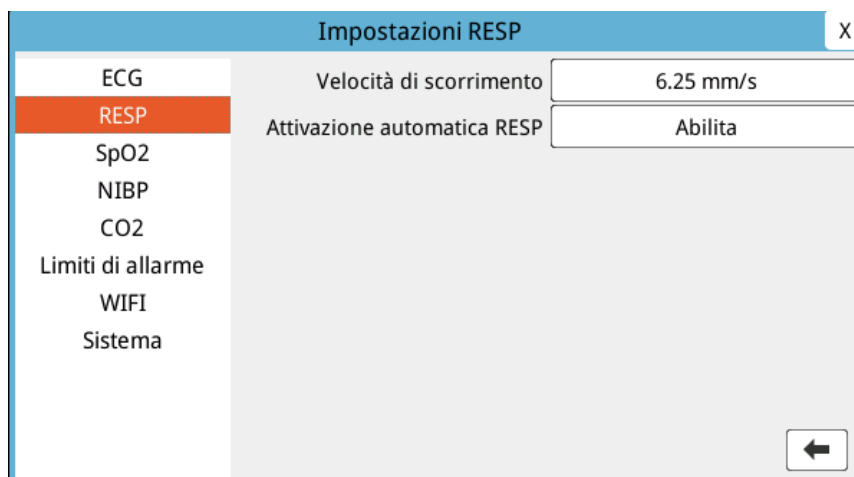 Impostazioni RESP
X
ECG
RESP
SpO2
NIBP
CO2
Limiti di allarme
WIFI
Sistema
Velocità di scorrimento 6.25 mm/s
Attivazione automatica RESP Abilita